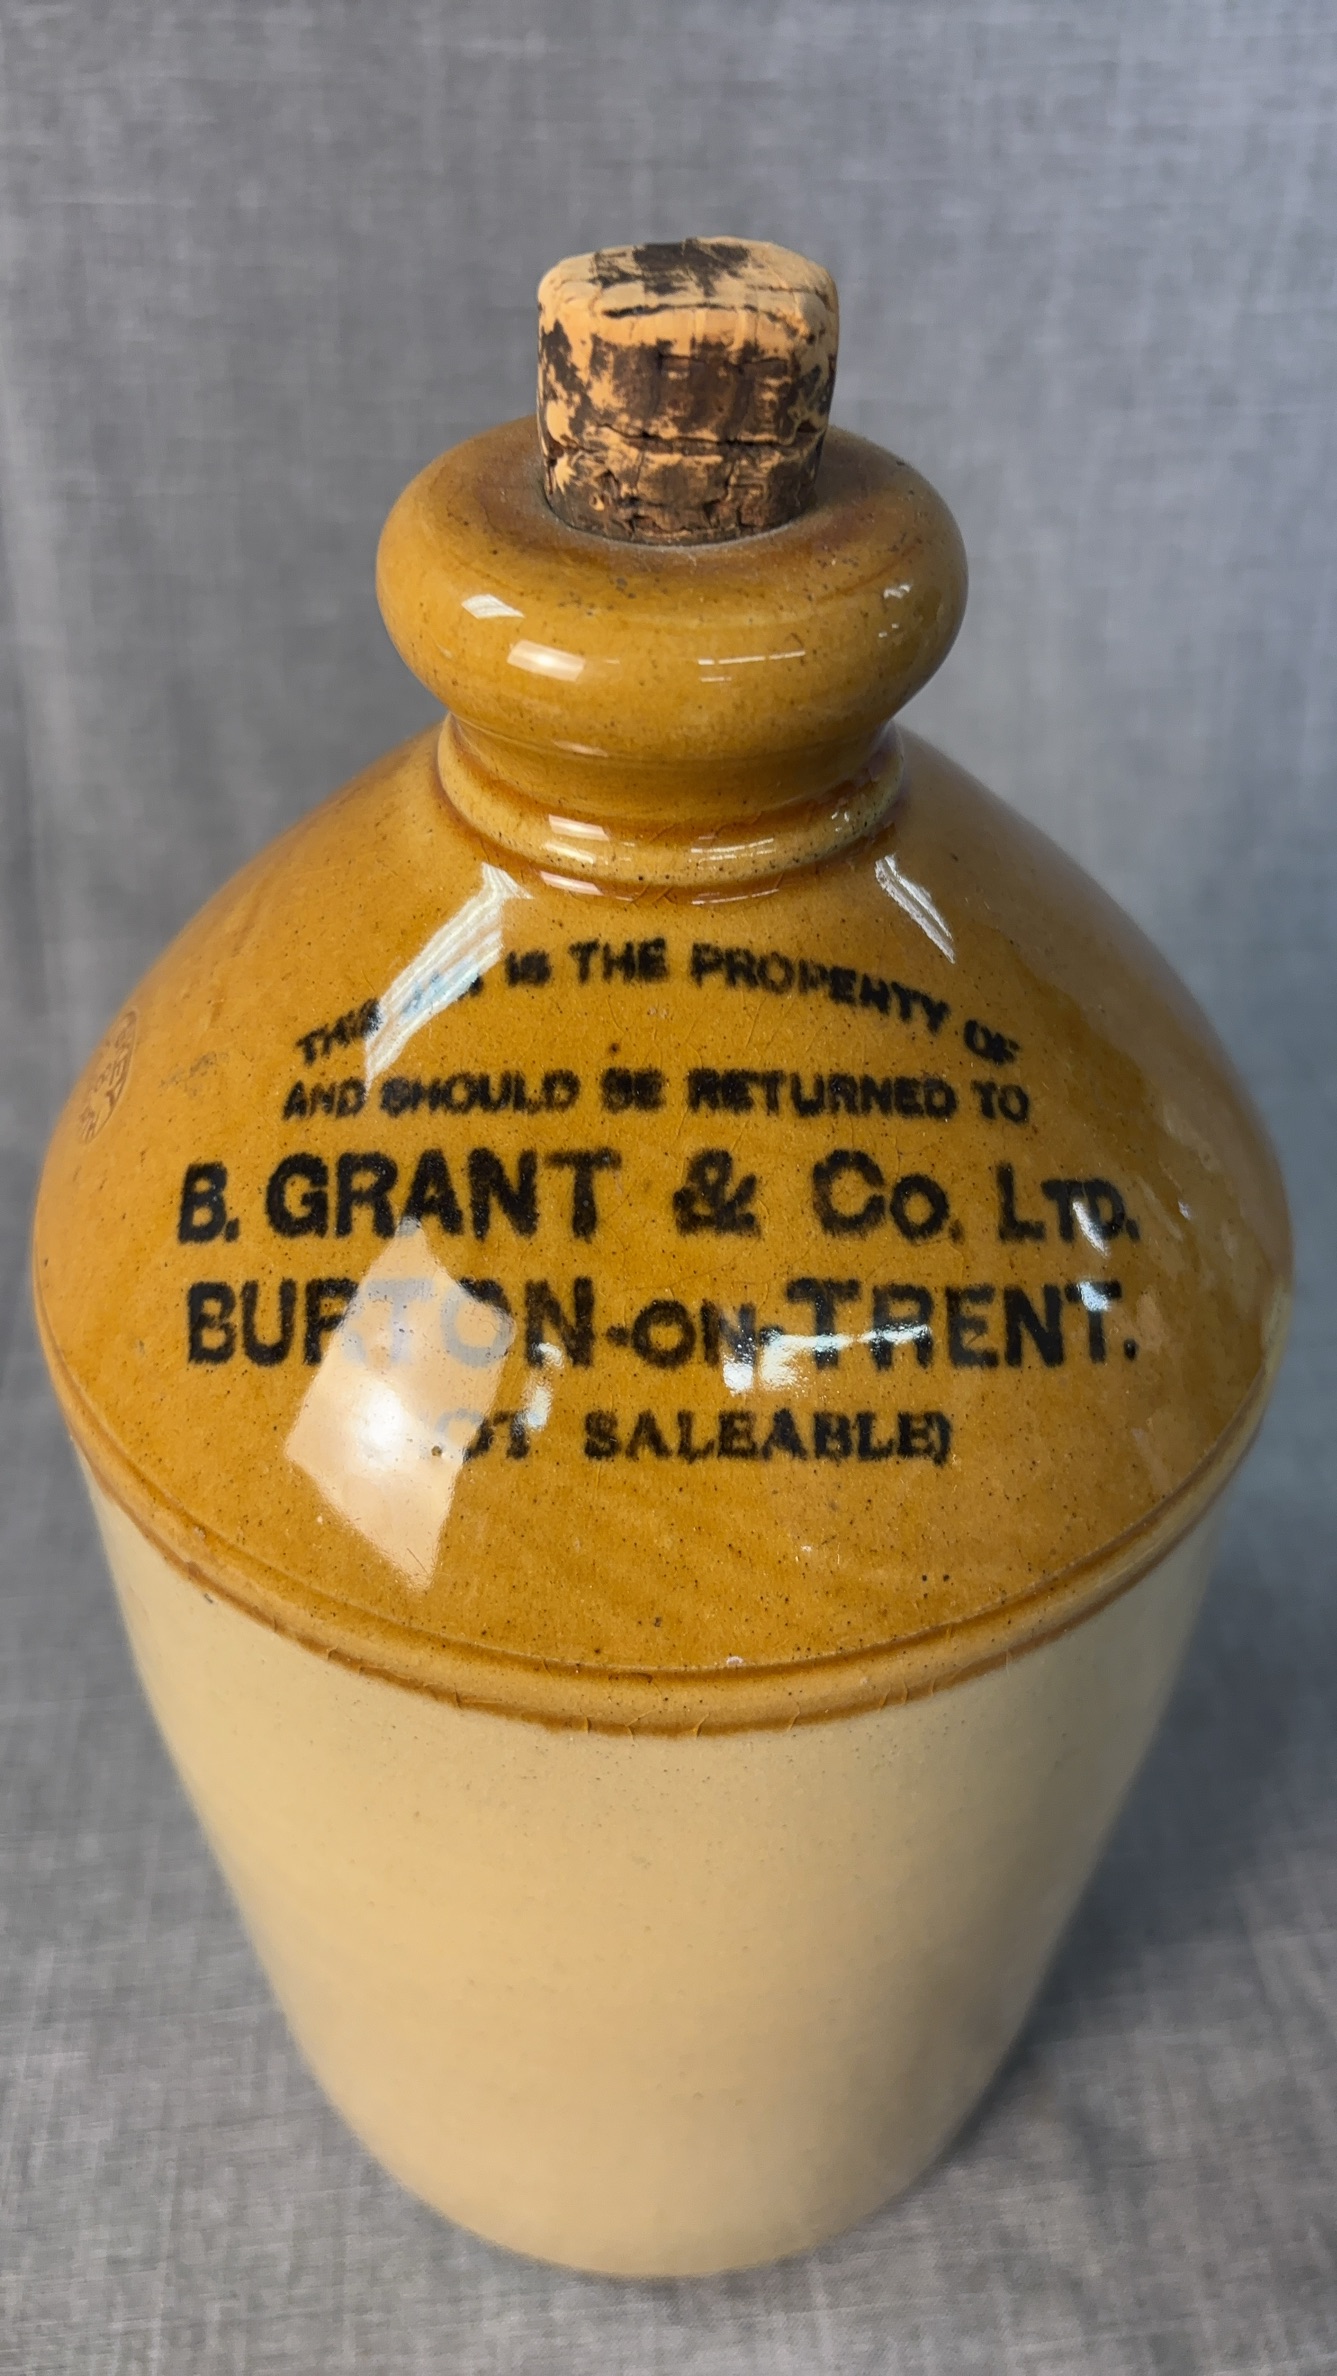 THIS IS THE PROPERTY OF
AND SHOULD BE RETURNED TO
B. GRANT & Co. LTD.
BURTON-ON-TRENT.
SALEABLE)